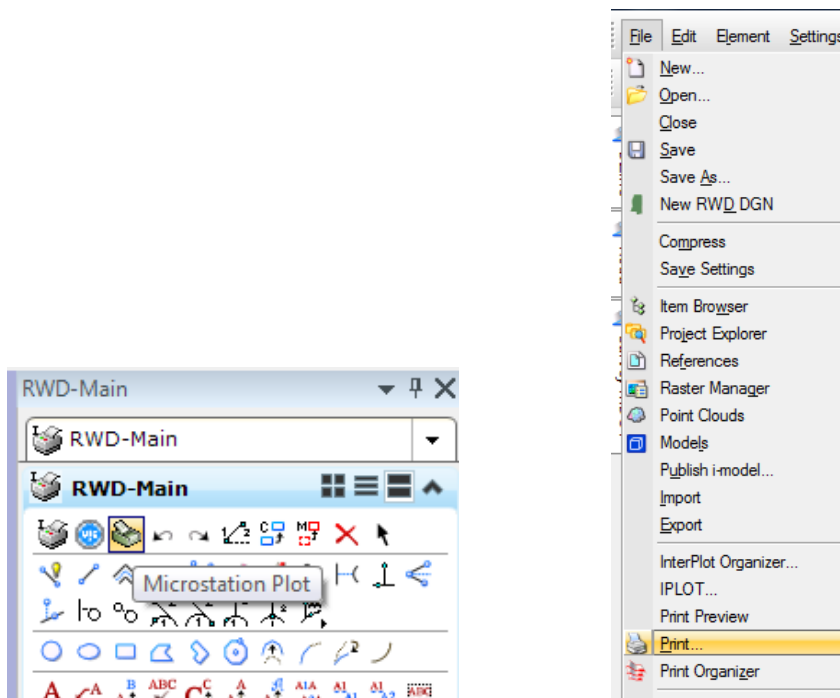 RWD-Main
RWD-Main
RWD-Main
Microstation Plot
File Edit Element Settings
New...
Open...
Close
Save
Save As...
New RWD DGN
Compress
Save Settings
Item Browser
Project Explorer
References
Raster Manager
Point Clouds
Models
Publish i-model...
Import
Export
InterPlot Organizer...
IPLOT...
Print Preview
Print...
Print Organizer